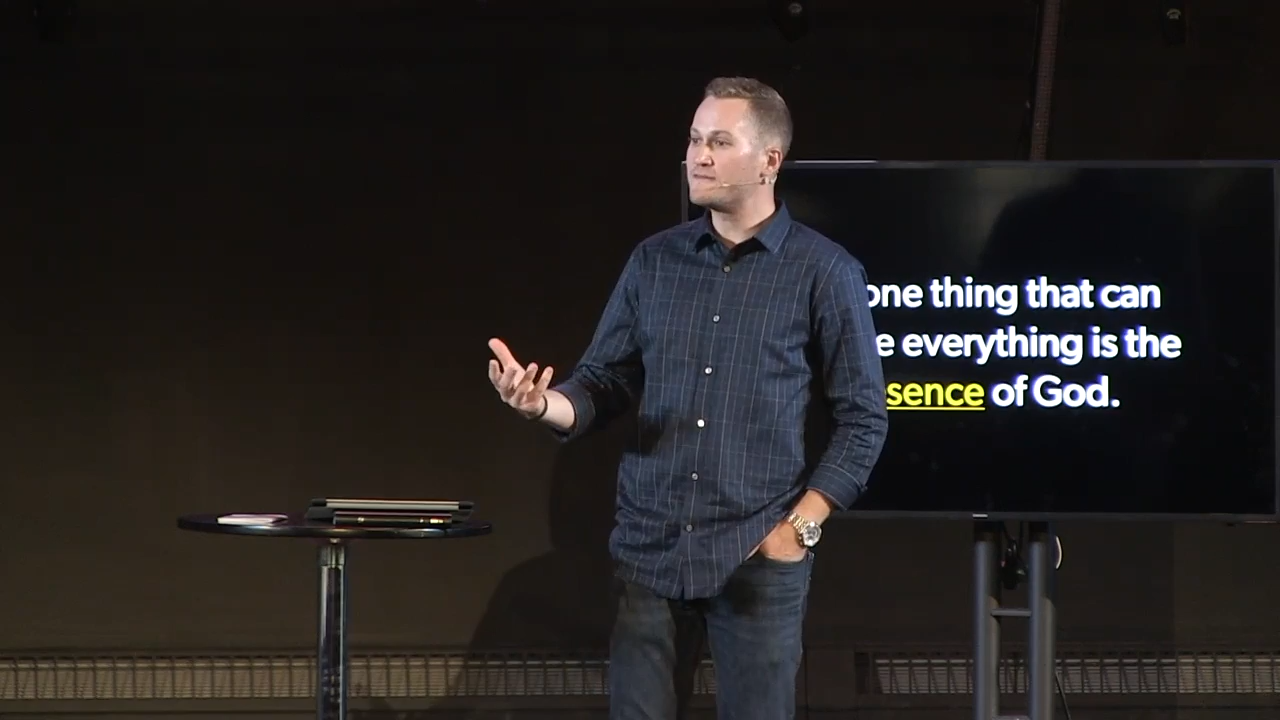 one thing that can
e everything is the
sence of God.